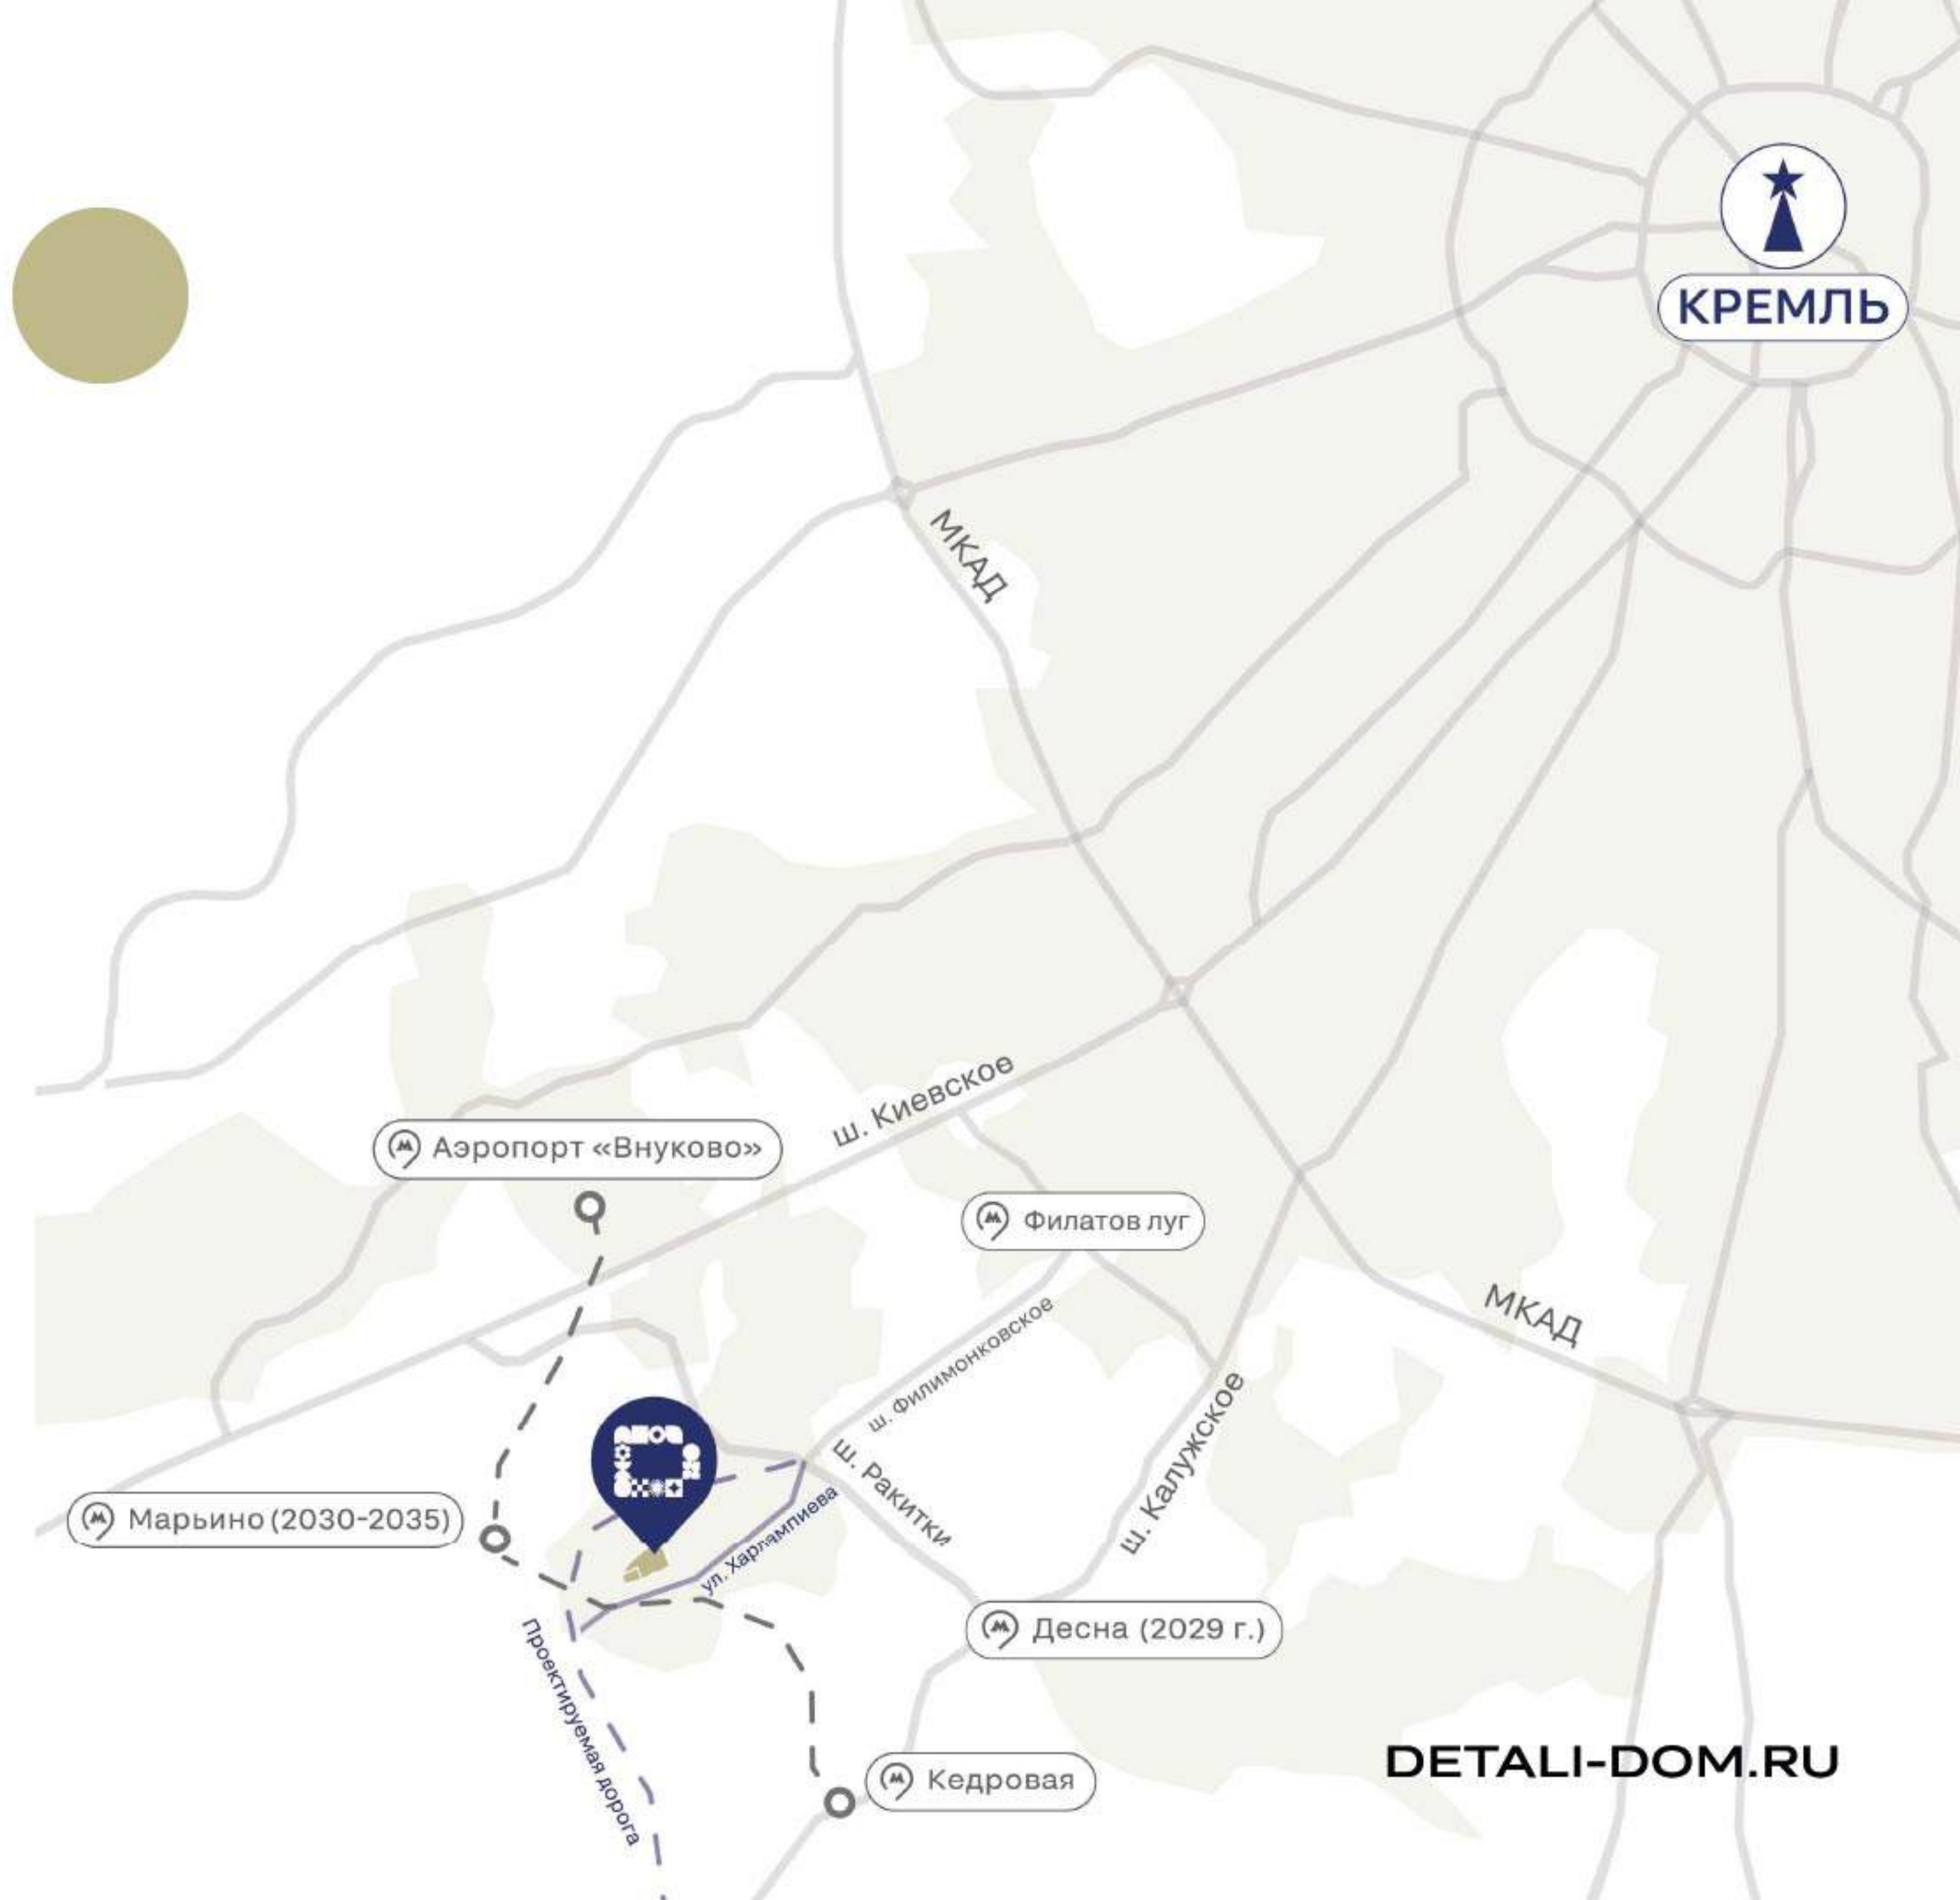 КРЕМЛЬ
МКАД
ш. Киевское
Аэропорт «Внуково»
Филатов луг
МКАД
ш. Филимонковское
ш. Калужское
ш. Ракитки
ул. Харлампиева
Марьино (2030-2035)
Десна (2029 г.)
Проектируемая дорога
Кедровая
DETALI-DOM.RU